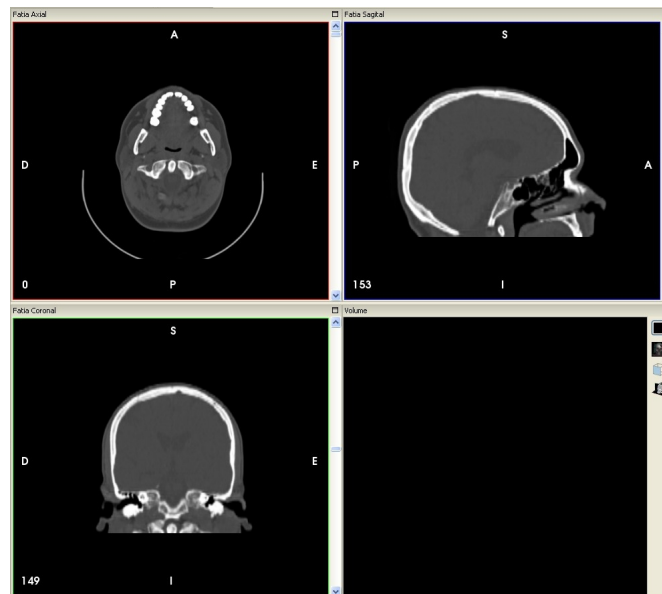 Fatia Axial
A
D E
0 P
Fatia Sagital
S
P A
153 I
Fatia Coronal
S
D E
149 I
Volume